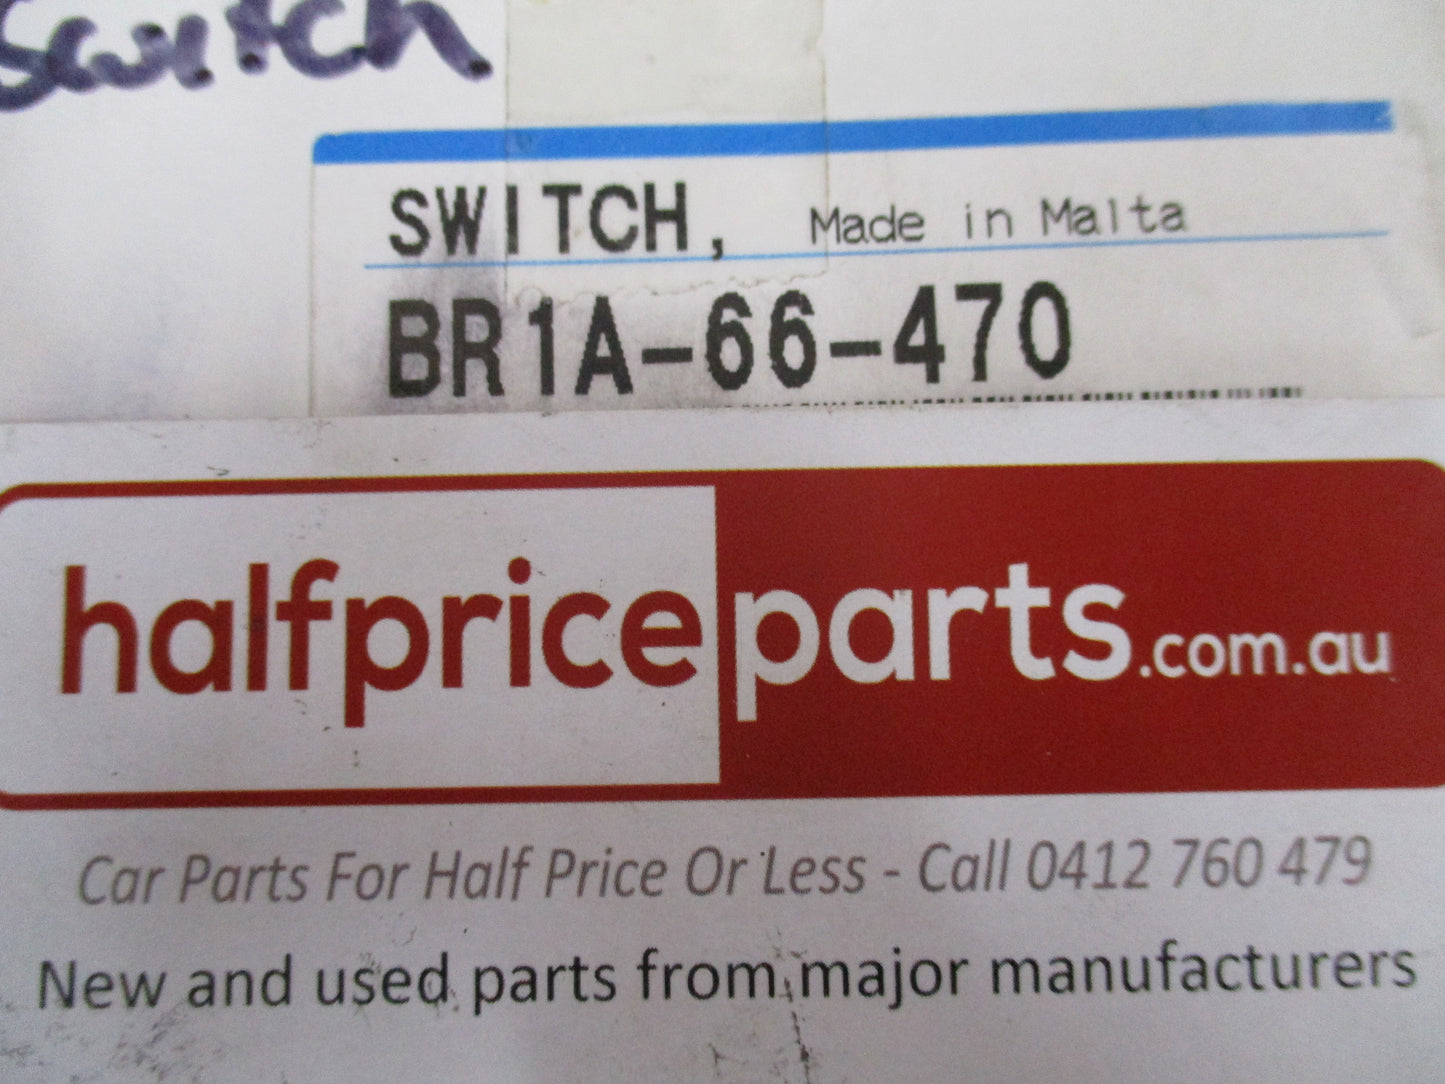 Switch
SWITCH, Made in Malta
BR1A-66-470
halfpriceparts.com.au
Car Parts For Half Price Or Less - Call 0412 760 479
New and used parts from major manufacturers